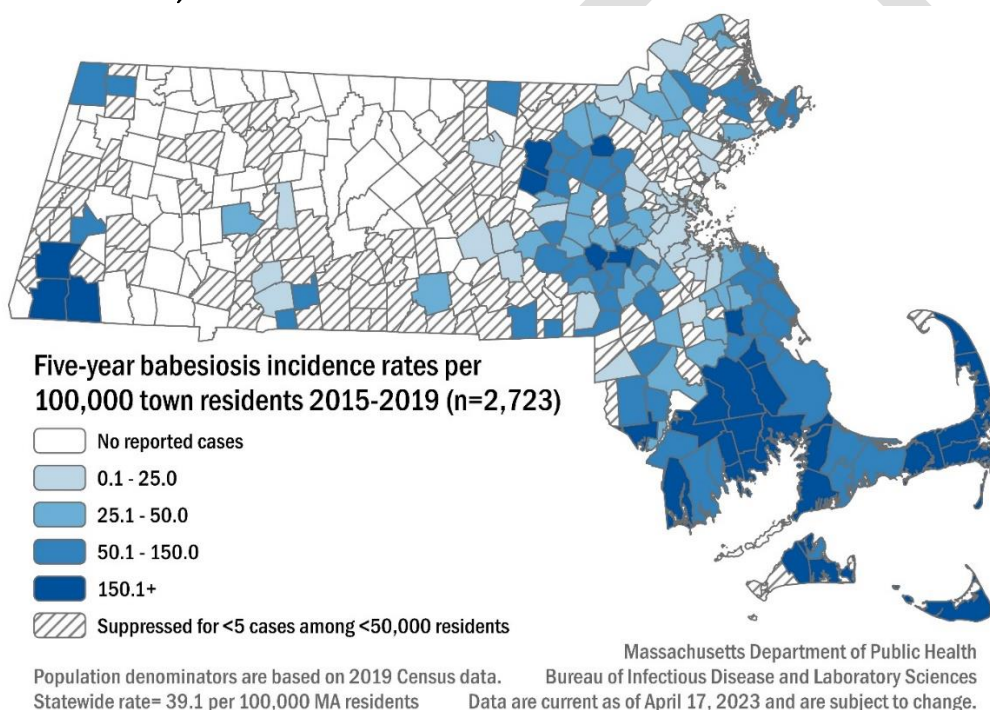 Five-year babesiosis incidence rates per
100,000 town residents 2015-2019 (n=2,723)
No reported cases
0.1 - 25.0
25.1 - 50.0
50.1 - 150.0
150.1+
Suppressed for <5 cases among <50,000 residents
Population denominators are based on 2019 Census data.
Statewide rate= 39.1 per 100,000 MA residents
Massachusetts Department of Public Health
Bureau of Infectious Disease and Laboratory Sciences
Data are current as of April 17, 2023 and are subject to change.